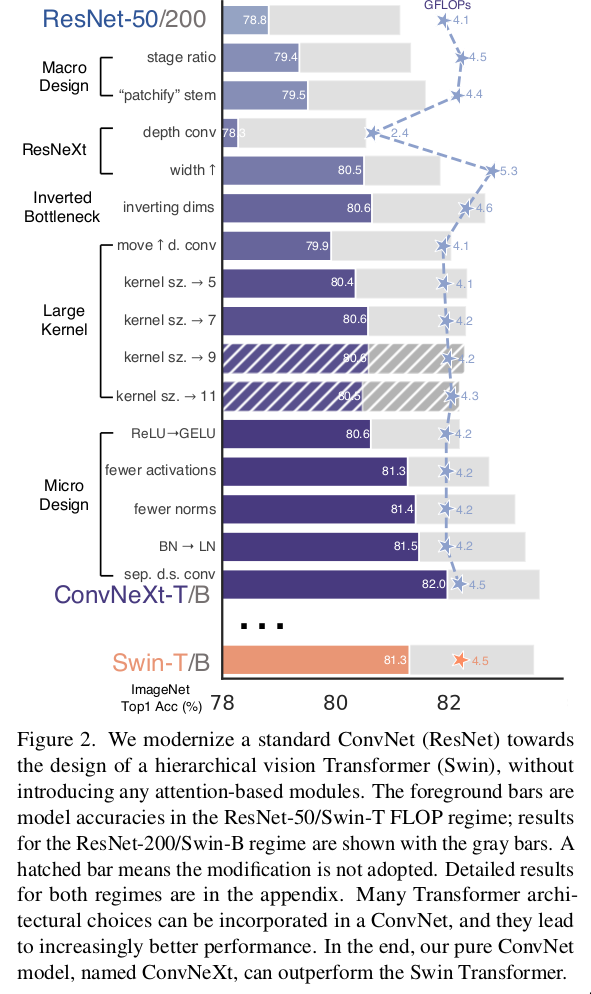 GFLOPs
ResNet-50/200 78.8 4.1
stage ratio 79.4 4.5
Macro Design
"patchify" stem 79.5 4.4
depth conv 78.3 2.4
ResNeXt
width ↑ 80.5 5.3
Inverted Bottleneck
inverting dims 80.6 4.6
move ↑ d. conv 79.9 4.1
kernel sz. → 5 80.4 4.1
Large Kernel
kernel sz. → 7 80.6 4.2
kernel sz. → 9 80.6 4.2
kernel sz. → 11 80.5 4.3
ReLU→GELU 80.6 4.2
fewer activations 81.3 4.2
Micro Design
fewer norms 81.4 4.2
BN → LN 81.5 4.2
sep. d.s. conv 82.0 4.5
ConvNeXt-T/B
...
Swin-T/B 81.3 4.5
ImageNet
Top1 Acc (%) 78 80 82
Figure 2. We modernize a standard ConvNet (ResNet) towards
the design of a hierarchical vision Transformer (Swin), without
introducing any attention-based modules. The foreground bars are
model accuracies in the ResNet-50/Swin-T FLOP regime; results
for the ResNet-200/Swin-B regime are shown with the gray bars. A
hatched bar means the modification is not adopted. Detailed results
for both regimes are in the appendix. Many Transformer archi-
tectural choices can be incorporated in a ConvNet, and they lead
to increasingly better performance. In the end, our pure ConvNet
model, named ConvNeXt, can outperform the Swin Transformer.